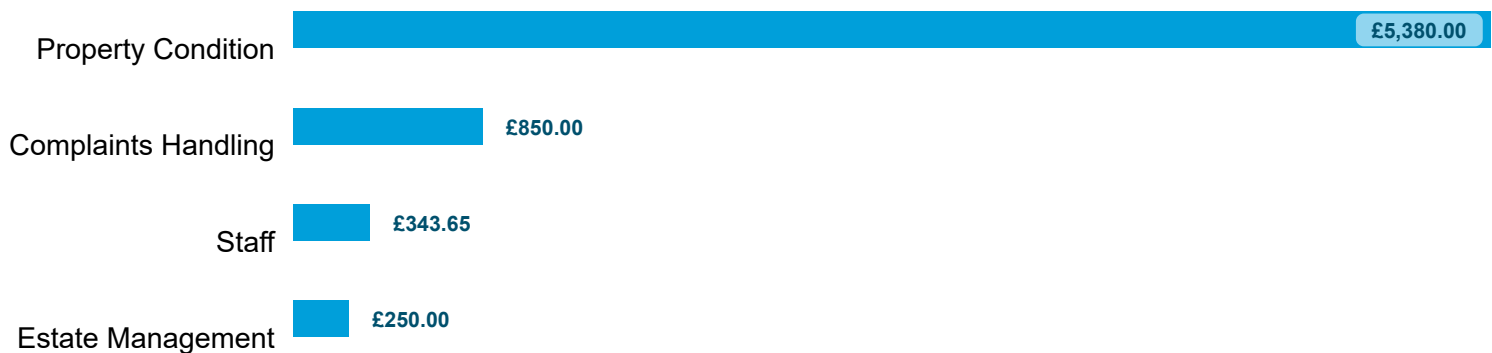 Property Condition £5,380.00
Complaints Handling £850.00
Staff £343.65
Estate Management £250.00